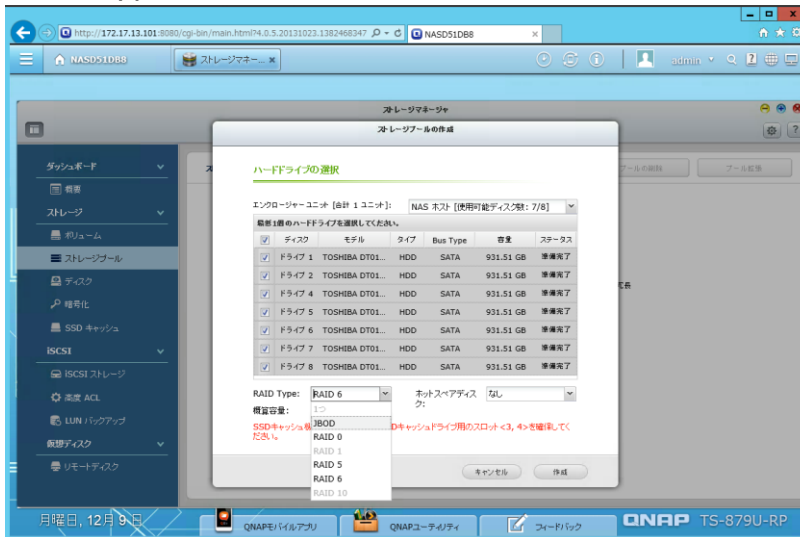 http://172.17.13.101:8080/cgi-bin/main.html?4.0.5.20131023.1382468347
NASD51DB8
NASD51DB8
ストレージマネー...
admin
ストレージマネージャ
ストレージプールの作成
ダッシュボード
概要
ストレージ
ボリューム
ストレージプール
ディスク
暗号化
SSD キャッシュ
iSCSI
iSCSI ストレージ
高度 ACL
LUN バックアップ
仮想ディスク
リモートディスク
プールの削除
プール拡張
ハードドライブの選択
エンクロージャーユニット [合計 1 ユニット]:
NAS ホスト [使用可能ディスク数: 7/8]
最低1個のハードドライブを選択してください。
ディスク モデル タイプ Bus Type 容量 ステータス
ドライブ 1 TOSHIBA DT01... HDD SATA 931.51 GB 準備完了
ドライブ 2 TOSHIBA DT01... HDD SATA 931.51 GB 準備完了
ドライブ 4 TOSHIBA DT01... HDD SATA 931.51 GB 準備完了
ドライブ 5 TOSHIBA DT01... HDD SATA 931.51 GB 準備完了
ドライブ 6 TOSHIBA DT01... HDD SATA 931.51 GB 準備完了
ドライブ 7 TOSHIBA DT01... HDD SATA 931.51 GB 準備完了
ドライブ 8 TOSHIBA DT01... HDD SATA 931.51 GB 準備完了
RAID Type: RAID 6
ホットスペアディスク: なし
概算容量:
1つ
JBOD
RAID 0
RAID 1
RAID 5
RAID 6
RAID 10
SSDキャッシュ
Dキャッシュドライブ用のスロット<3, 4>を確保してく
ださい。
キャンセル
作成
月曜日, 12月 9日
QNAPモバイルアプリ
QNAPユーティリティ
フィードバック
QNAP TS-879U-RP